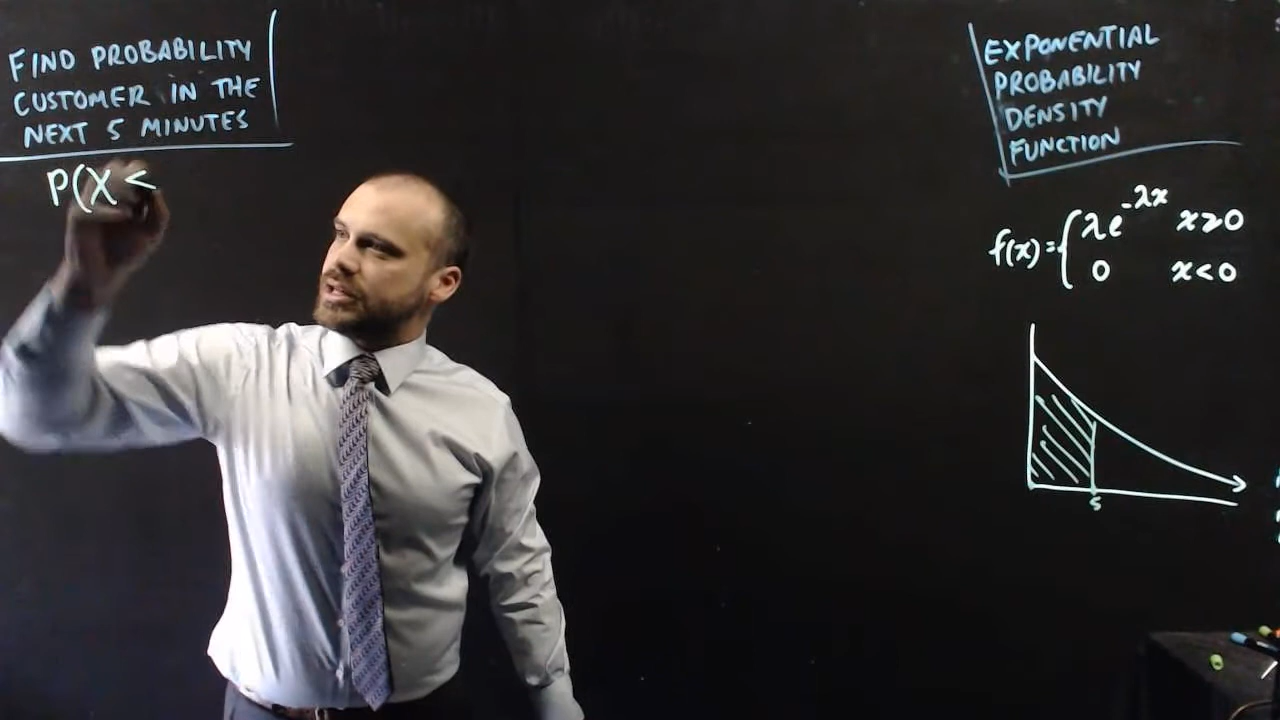 FIND PROBABILITY
CUSTOMER IN THE
NEXT 5 MINUTES
P(X <
EXPONENTIAL
PROBABILITY
DENSITY
FUNCTION
f(x) = { λe^-λx x≥0
0 x<0
5